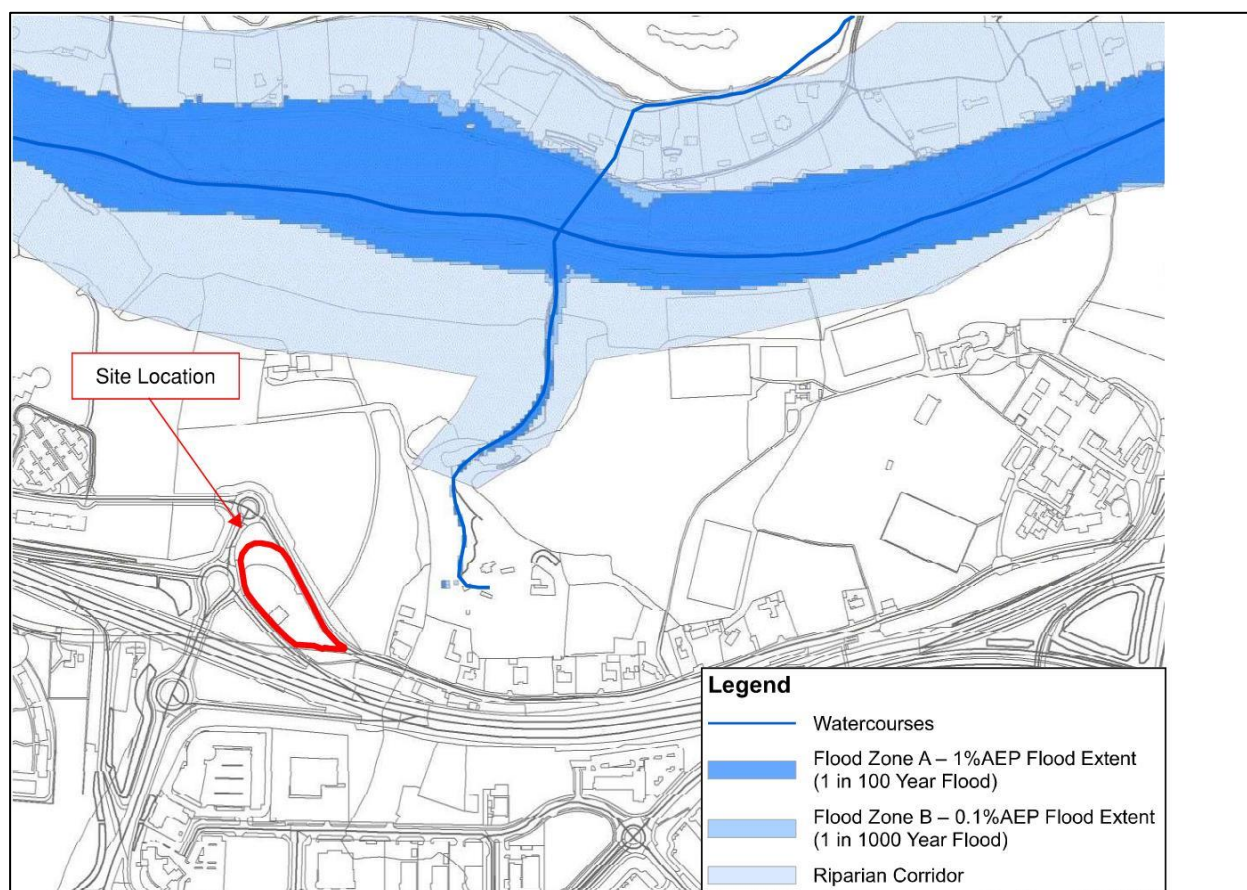 Site Location
Legend
Watercourses
Flood Zone A – 1%AEP Flood Extent
(1 in 100 Year Flood)
Flood Zone B – 0.1%AEP Flood Extent
(1 in 1000 Year Flood)
Riparian Corridor